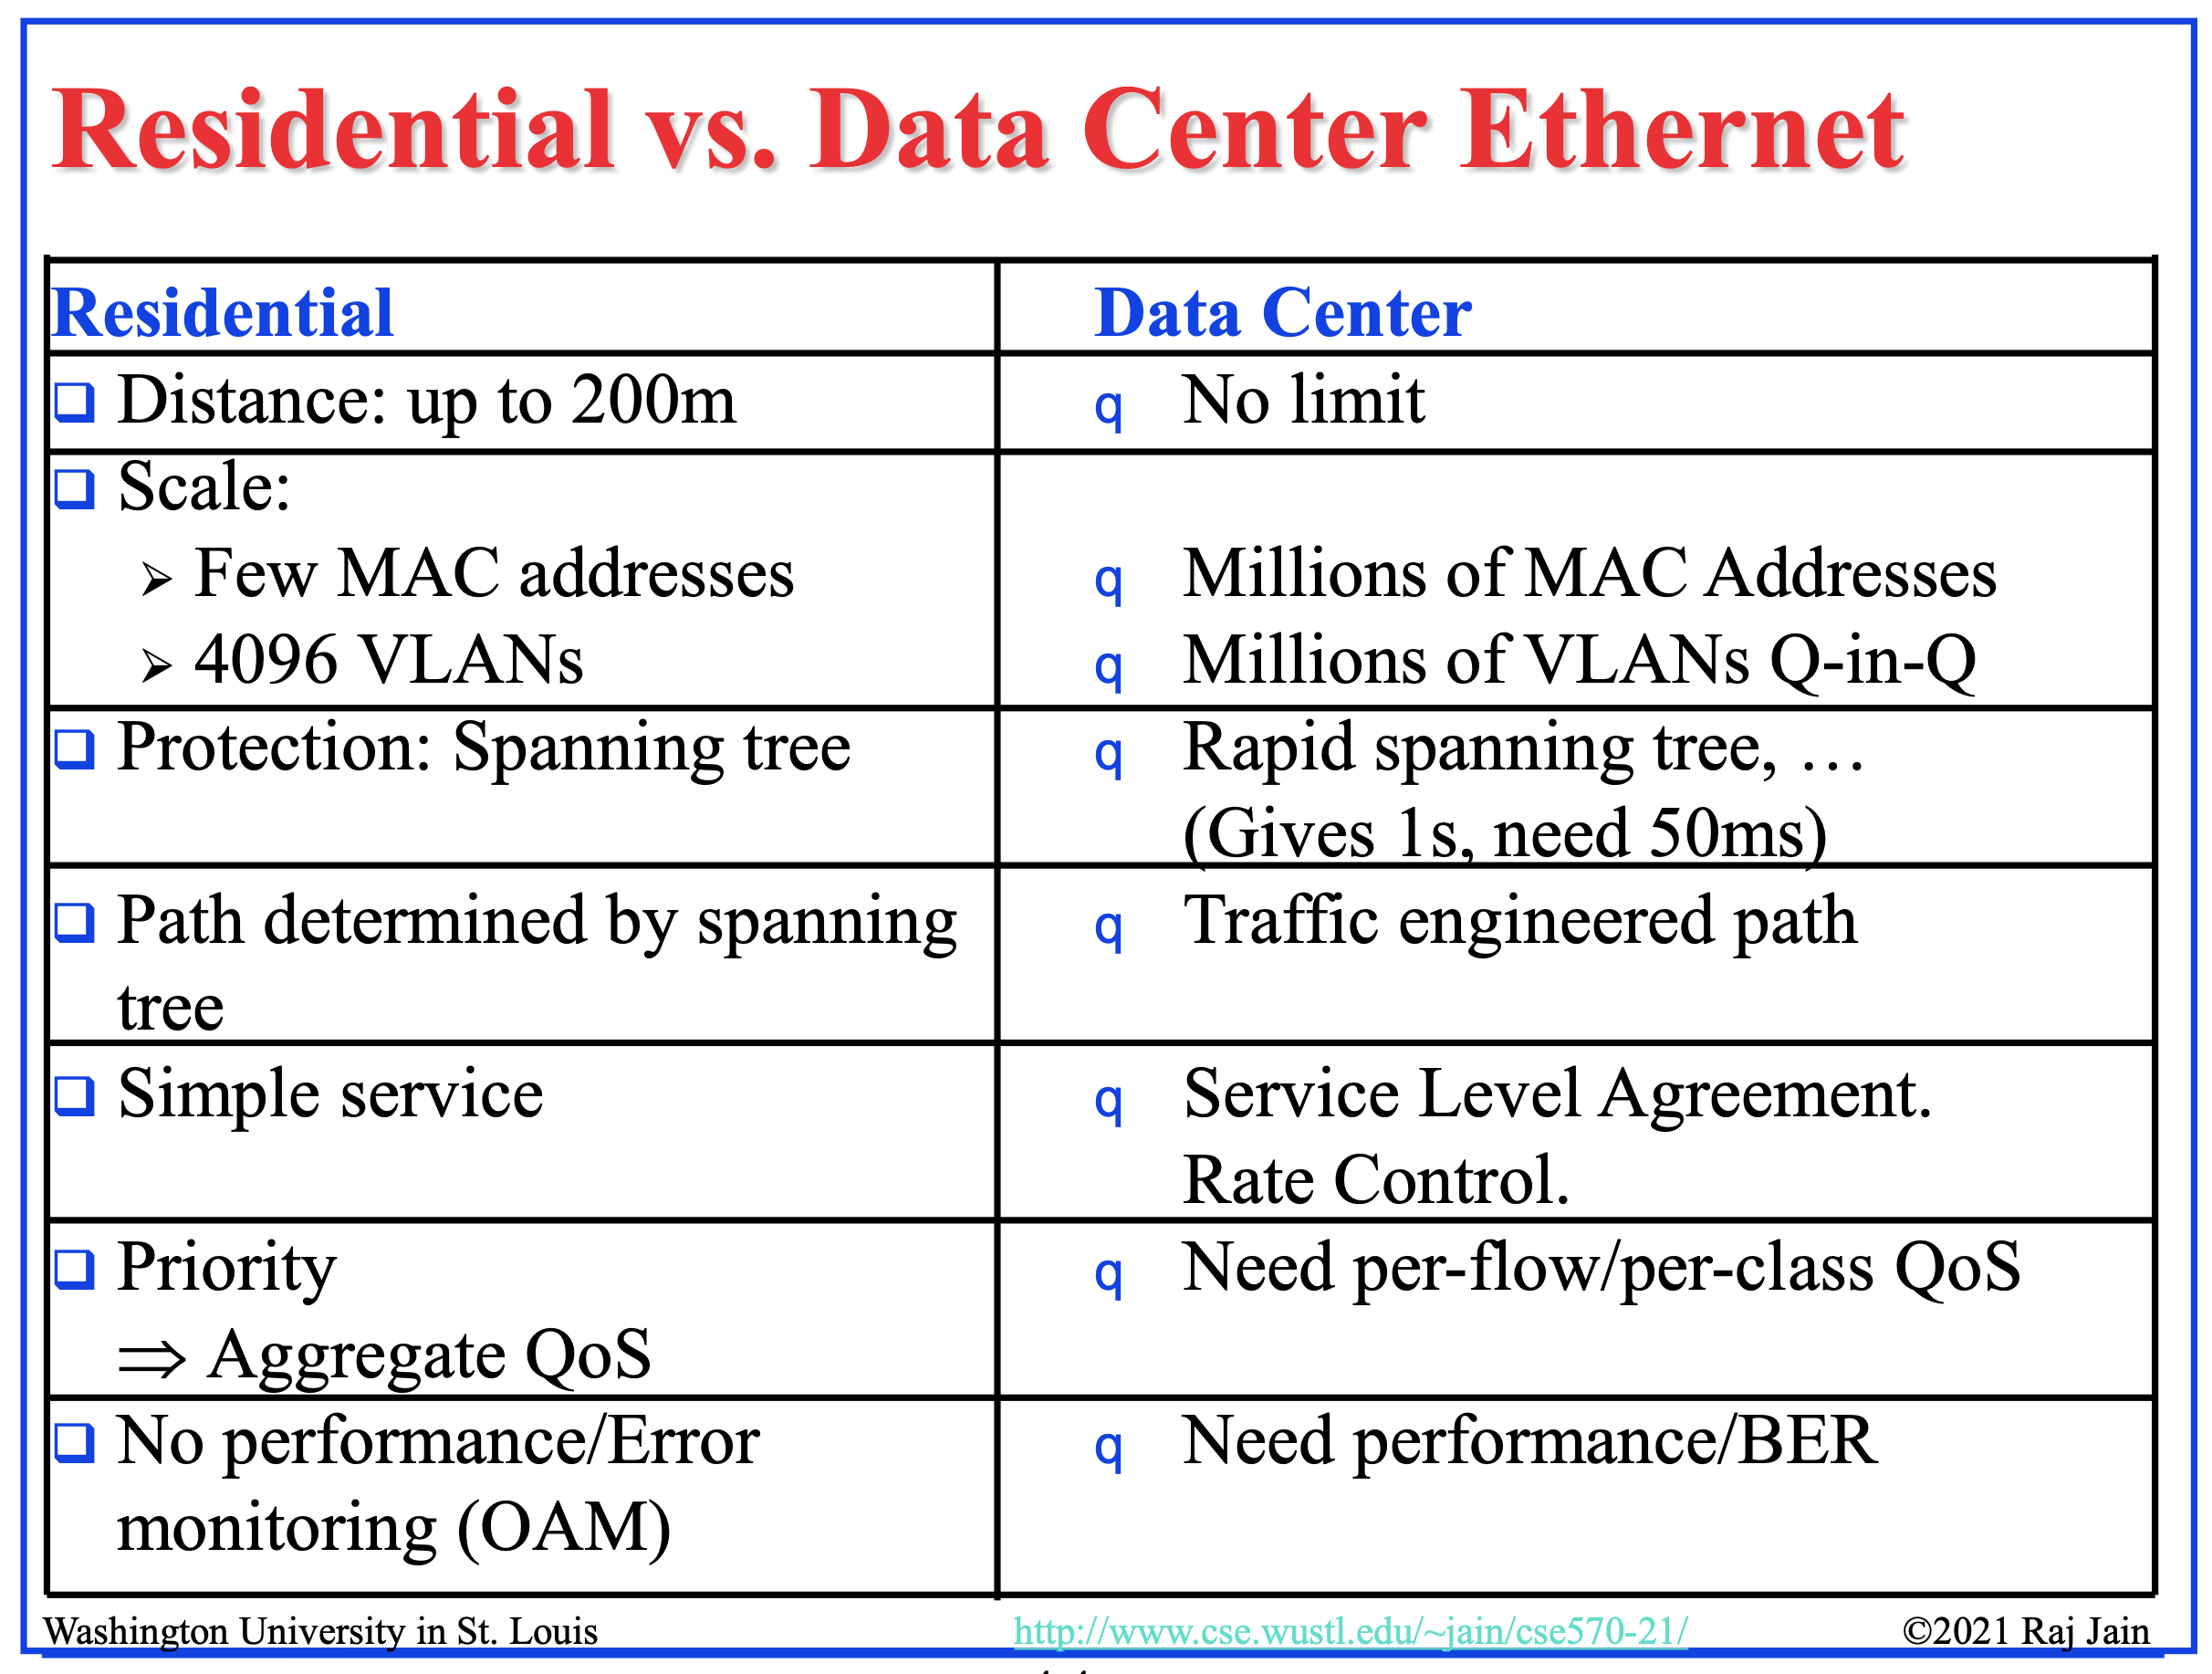 Residential vs. Data Center Ethernet
Residential
Data Center
❑ Distance: up to 200m
q No limit
❑ Scale:
➢ Few MAC addresses
➢ 4096 VLANs
q Millions of MAC Addresses
q Millions of VLANs Q-in-Q
❑ Protection: Spanning tree
q Rapid spanning tree, …
(Gives 1s, need 50ms)
❑ Path determined by spanning
tree
q Traffic engineered path
❑ Simple service
q Service Level Agreement.
Rate Control.
❑ Priority
⇒ Aggregate QoS
q Need per-flow/per-class QoS
❑ No performance/Error
monitoring (OAM)
q Need performance/BER
Washington University in St. Louis
http://www.cse.wustl.edu/~jain/cse570-21/
©2021 Raj Jain